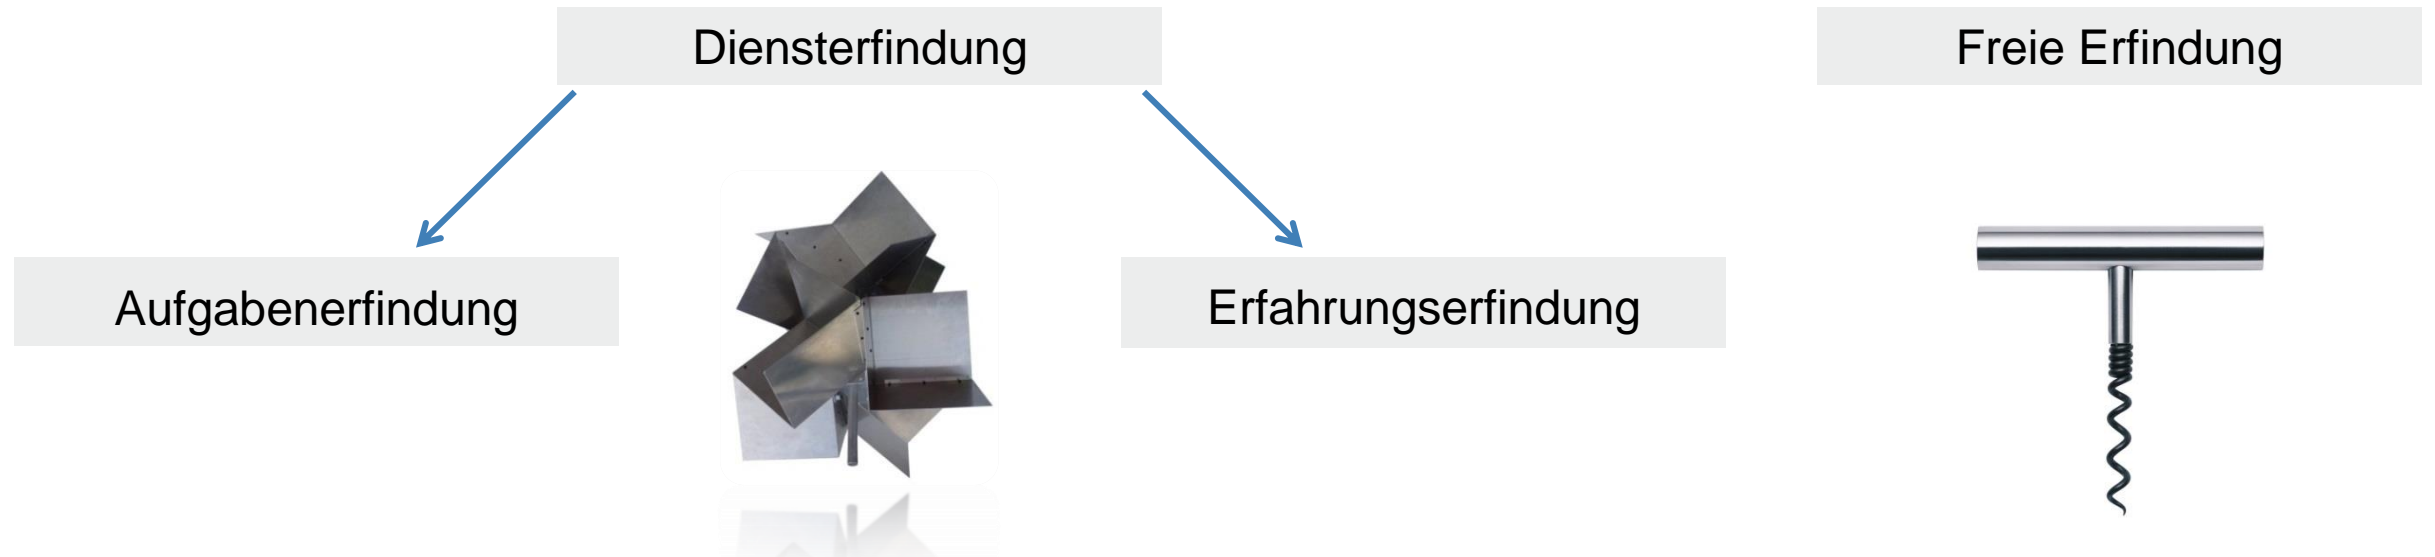 Diensterfindung
Freie Erfindung
Aufgabenerfindung
Erfahrungserfindung